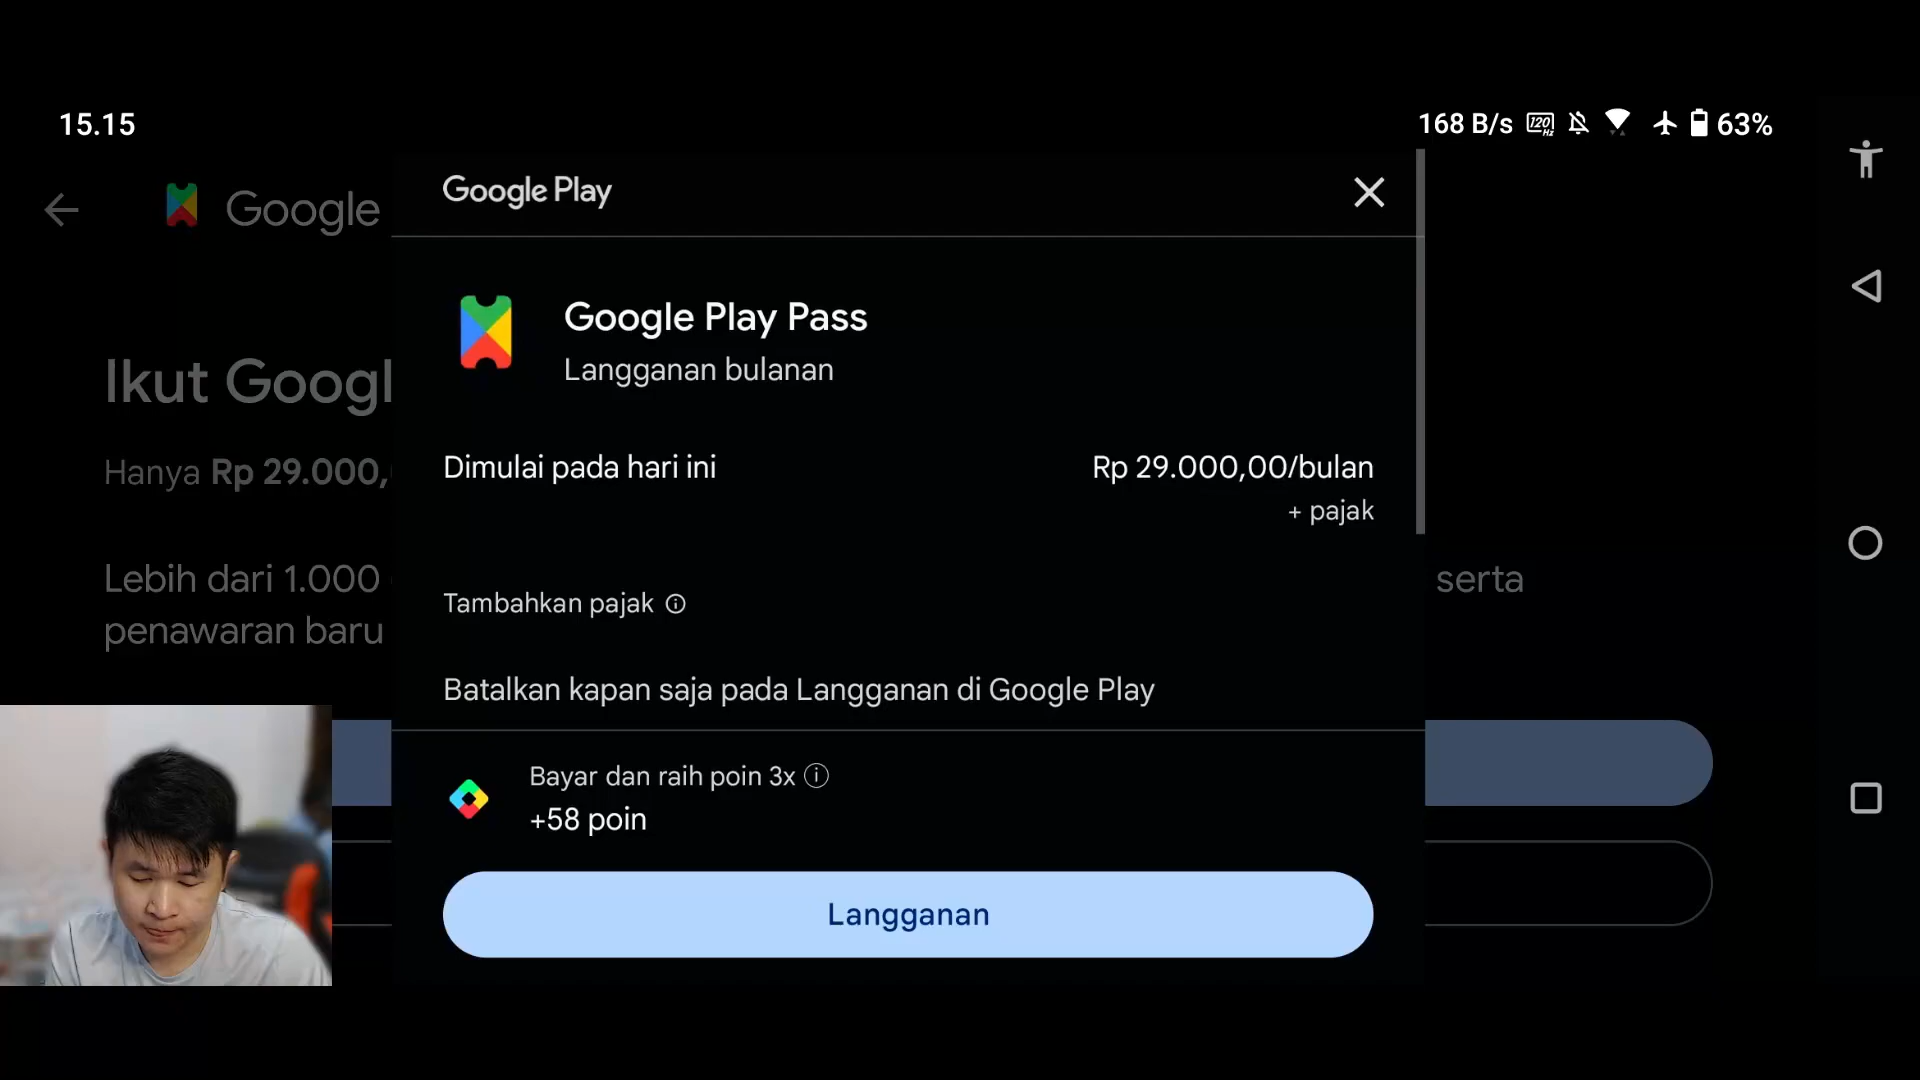 15.15
168 B/s 120 Hz 63%
Google
Google Play
Ikut Googl
Google Play Pass
Langganan bulanan
Hanya Rp 29.000,
Dimulai pada hari ini
Rp 29.000,00/bulan
+ pajak
Lebih dari 1.000
serta
penawaran baru
Tambahkan pajak
Batalkan kapan saja pada Langganan di Google Play
Bayar dan raih poin 3x
+58 poin
Langganan